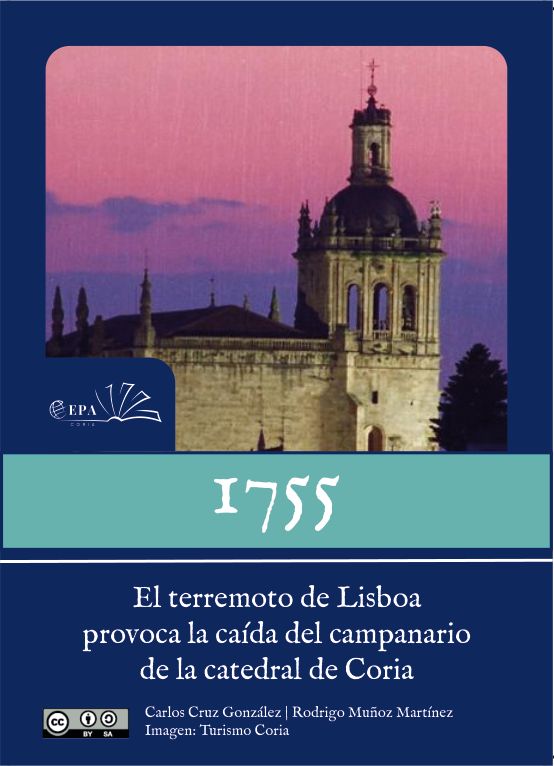 EPA
CORIA
1755
El terremoto de Lisboa
provoca la caída del campanario
de la catedral de Coria
cc
BY SA
Carlos Cruz González | Rodrigo Muñoz Martínez
Imagen: Turismo Coria